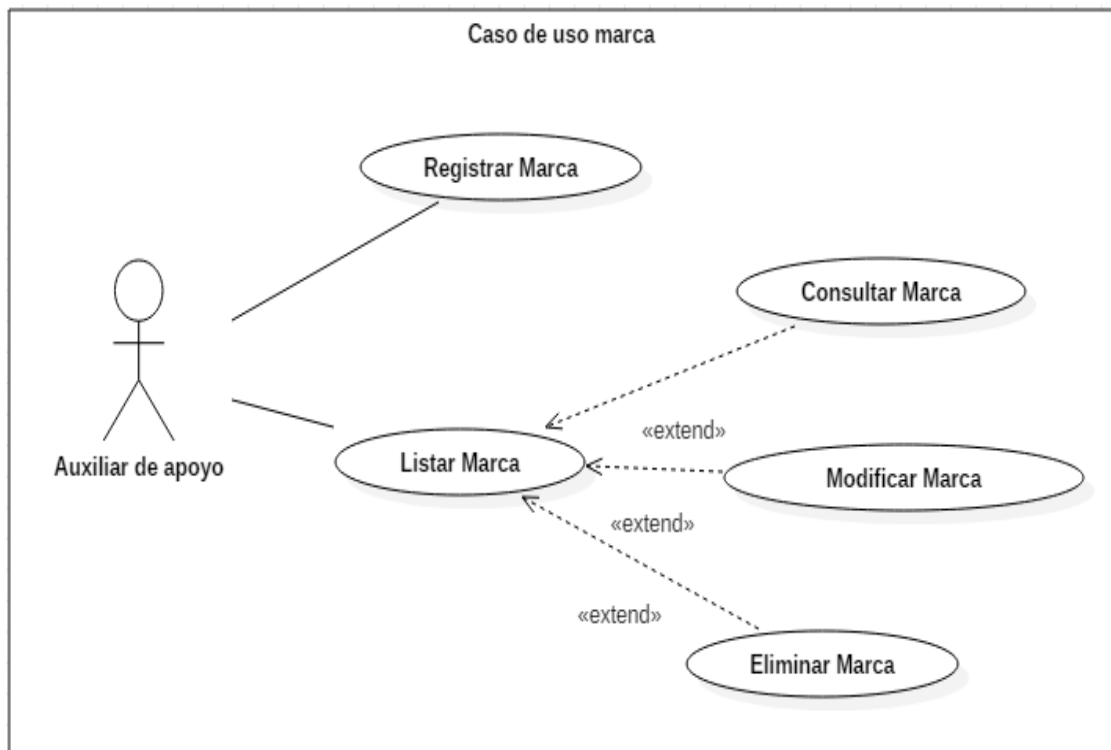 Caso de uso marca
Registrar Marca
Consultar Marca
«extend»
Auxiliar de apoyo
Listar Marca
Modificar Marca
«extend»
«extend»
Eliminar Marca